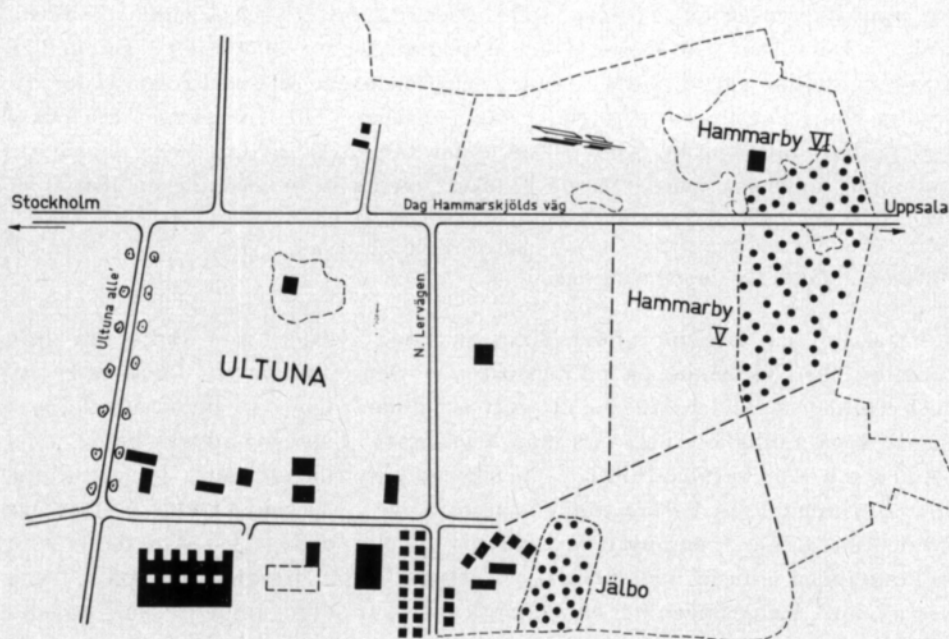 Hammarby VI
Stockholm
Dag Hammarskjölds väg
Uppsala
Ultuna allé
N. Lervägen
Hammarby
V
ULTUNA
Jälbo